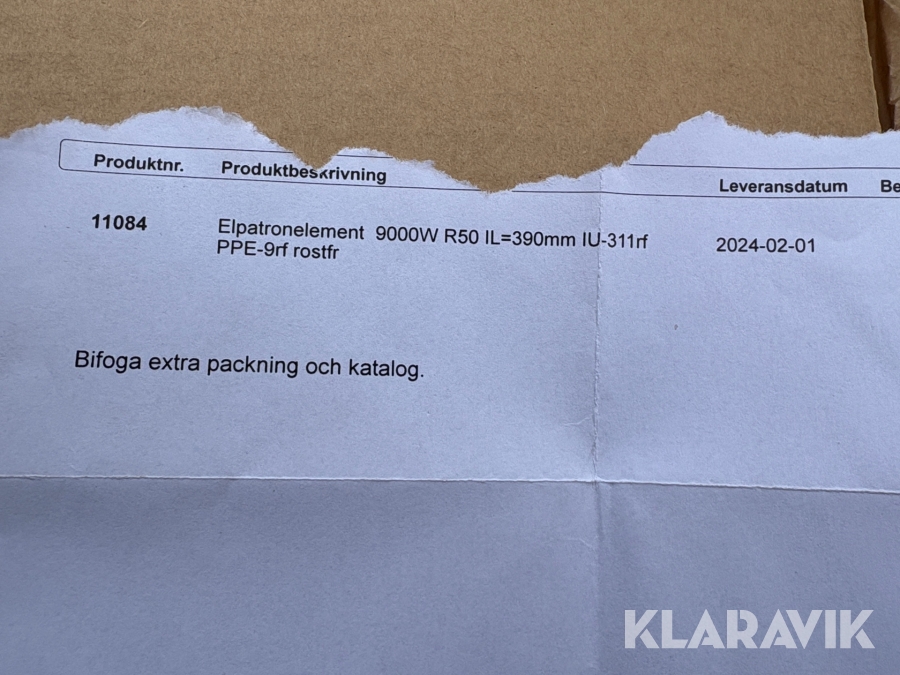 Produktnr. Produktbeskrivning Leveransdatum Be
11084 Elpatronelement 9000W R50 IL=390mm IU-311rf 2024-02-01
PPE-9rf rostfr
Bifoga extra packning och katalog.
KLARAVIK